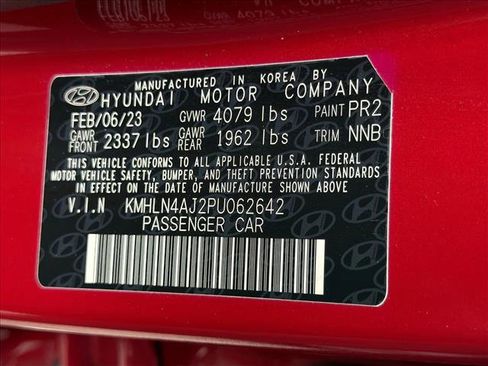 MANUFACTURED IN KOREA BY
HYUNDAI MOTOR COMPANY
FEB/06/23 GVWR 4079 lbs PAINT PR2
GAWR FRONT 2337 lbs GAWR REAR 1962 lbs TRIM NNB
THIS VEHICLE CONFORMS TO ALL APPLICABLE U.S.A. FEDERAL
MOTOR VEHICLE SAFETY, BUMPER, AND THEFT PREVENTION STANDARDS
IN EFFECT ON THE DATE OF MANUFACTURE SHOWN ABOVE.
V.I.N KMHLN4AJ2PU062642
PASSENGER CAR